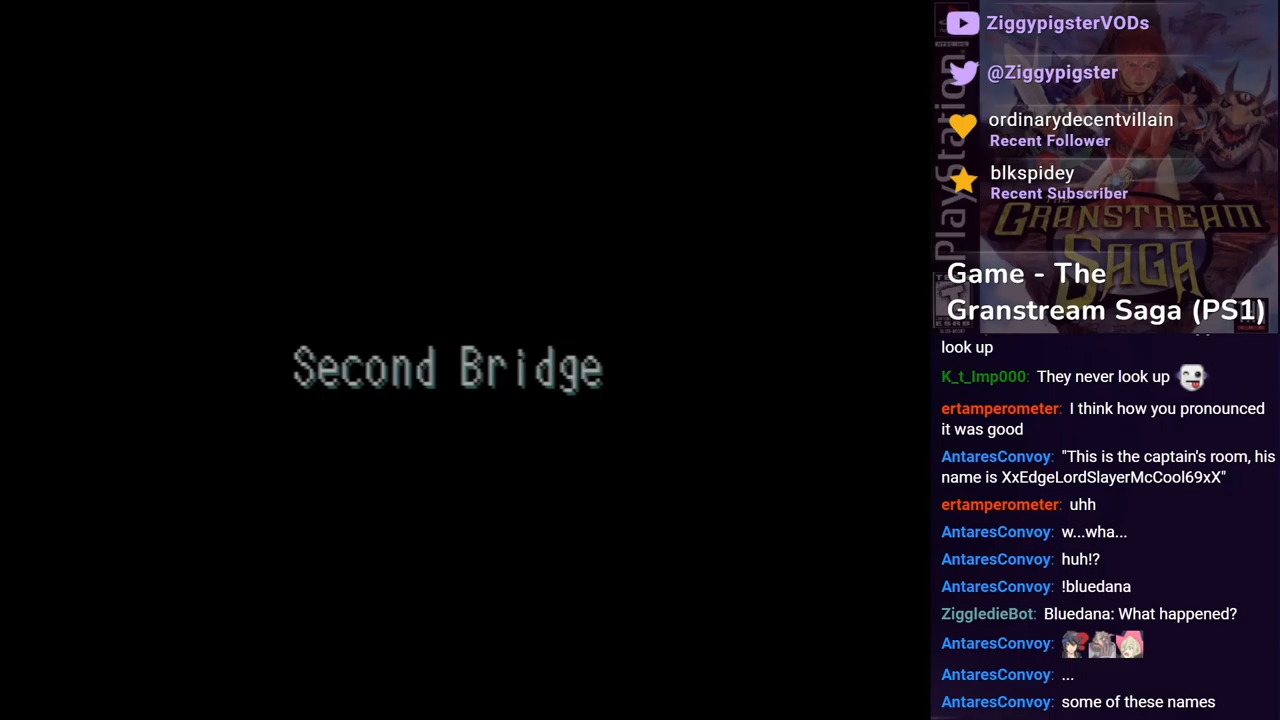 Second Bridge
ZiggypigsterVODs
@Ziggypigster
ordinarydecentvillain
Recent Follower
blkspidey
Recent Subscriber
PlayStation
THE
GRANSTREAM
SAGA
Game - The
Granstream Saga (PS1)
look up
K_t_Imp000: They never look up
ertamperometer: I think how you pronounced
it was good
AntaresConvoy: "This is the captain's room, his
name is XxEdgeLordSlayerMcCool69xX"
ertamperometer: uhh
AntaresConvoy: w...wha...
AntaresConvoy: huh!?
AntaresConvoy: !bluedana
ZiggledieBot: Bluedana: What happened?
AntaresConvoy:
AntaresConvoy: ...
AntaresConvoy: some of these names